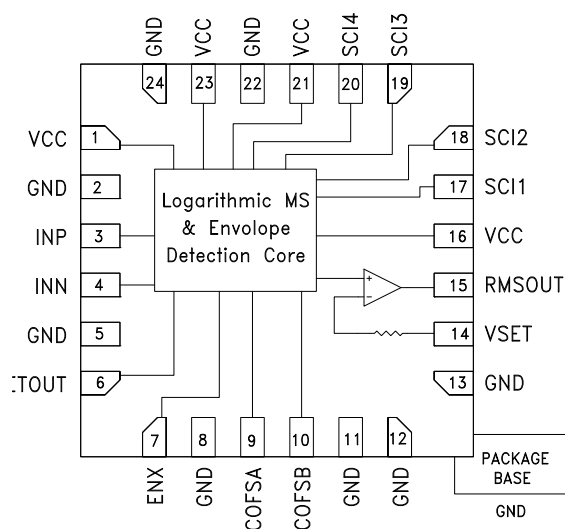 GND
VCC
GND
VCC
SCI4
SCI3
24
23
22
21
20
19
VCC
1
GND
2
INP
3
INN
4
GND
5
:TOUT
6
Logarithmic MS
& Envolope
Detection Core
+
–
18
SCI2
17
SCI1
16
VCC
15
RMSOUT
14
VSET
13
GND
7
8
9
10
11
12
ENX
GND
COFSA
COFSB
GND
GND
PACKAGE
BASE
GND